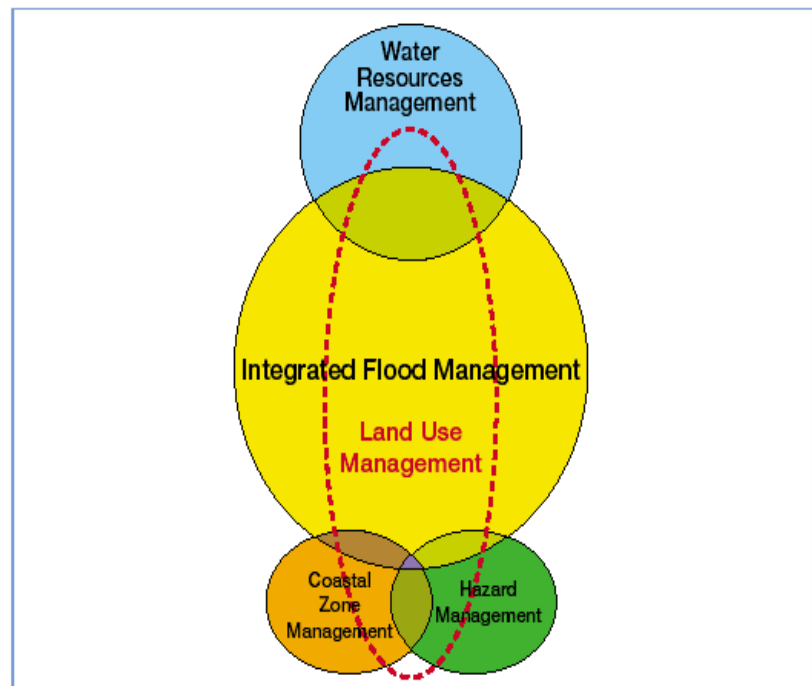 Water
Resources
Management
Integrated Flood Management
Land Use
Management
Coastal
Zone
Management
Hazard
Management